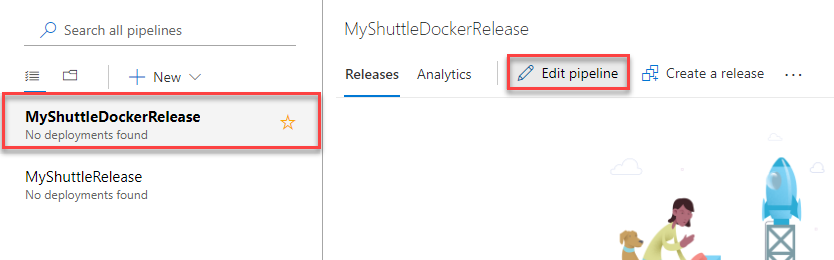 Search all pipelines
New
MyShuttleDockerRelease
No deployments found
MyShuttleRelease
No deployments found
MyShuttleDockerRelease
Releases Analytics Edit pipeline Create a release ...